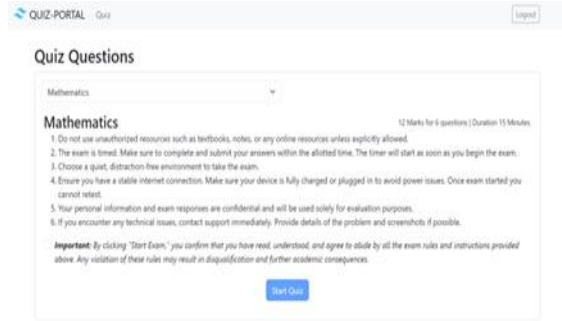 QUIZ-PORTAL Quiz Logout
Quiz Questions
Mathematics
Mathematics
12 Marks for 6 questions | Duration 15 Minutes
1. Do not use unauthorized resources such as textbooks, notes, or any online resources unless explicitly allowed.
2. The exam is timed. Make sure to complete and submit your answers within the allotted time. The timer will start as soon as you begin the exam.
3. Choose a quiet, distraction-free environment to take the exam.
4. Ensure you have a stable internet connection. Make sure your device is fully charged or plugged in to avoid power issues. Once exam started you
cannot retest.
5. Your personal information and exam responses are confidential and will be used solely for evaluation purposes.
6. If you encounter any technical issues, contact support immediately. Provide details of the problem and screenshots if possible.
Important: By clicking "Start Exam," you confirm that you have read, understood, and agree to abide by all the exam rules and instructions provided
above. Any violation of these rules may result in disqualification and further academic consequences.
Start Quiz